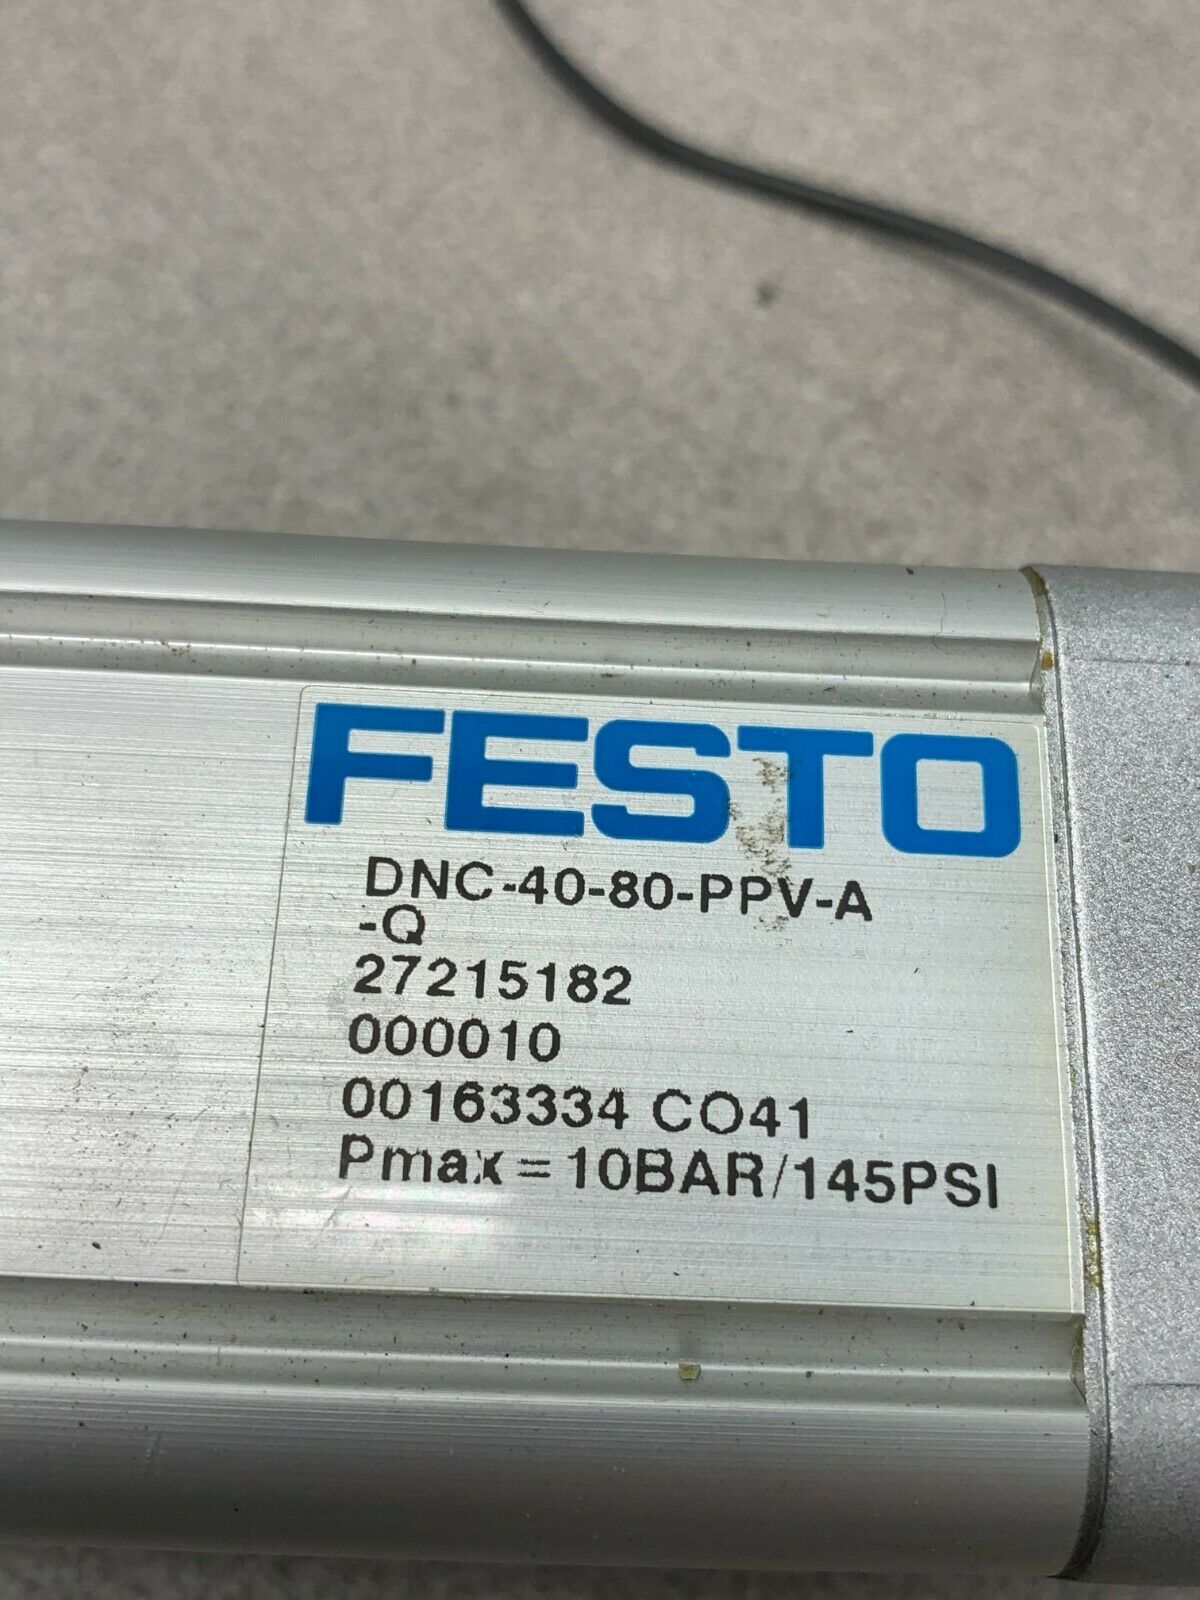 FESTO
DNC-40-80-PPV-A
-Q
27215182
000010
00163334 CO41
Pmax = 10BAR/145PSI